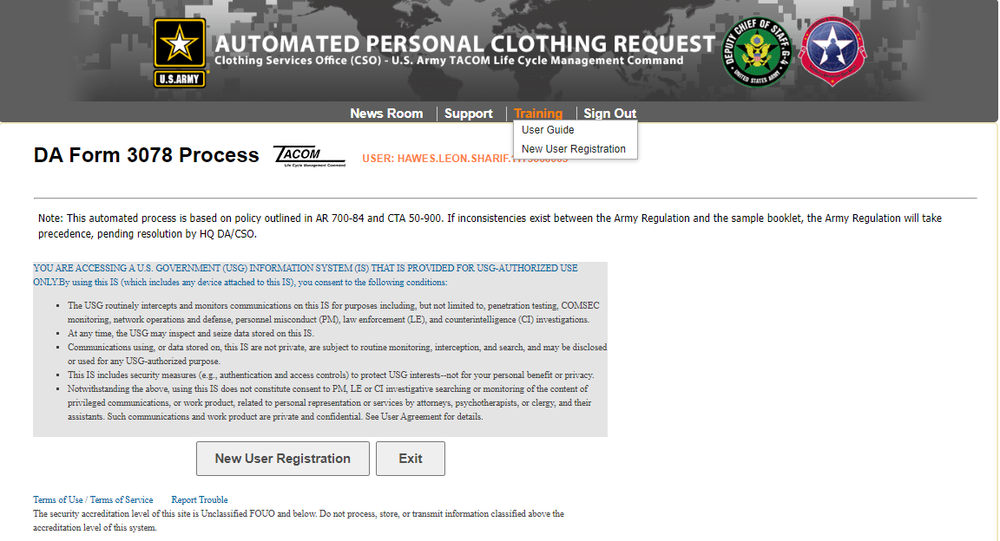 AUTOMATED PERSONAL CLOTHING REQUEST
Clothing Services Office (CSO) - U.S. Army TACOM Life Cycle Management Command
U.S.ARMY
DEPUTY CHIEF OF STAFF, G-4
UNITED STATES ARMY
News Room
Support
Training
Sign Out
User Guide
New User Registration
DA Form 3078 Process
TACOM
Life Cycle Management Command
USER: HAWES.LEON.SHARIF.
Note: This automated process is based on policy outlined in AR 700-84 and CTA 50-900. If inconsistencies exist between the Army Regulation and the sample booklet, the Army Regulation will take
precedence, pending resolution by HQ DA/CSO.
YOU ARE ACCESSING A U.S. GOVERNMENT (USG) INFORMATION SYSTEM (IS) THAT IS PROVIDED FOR USG-AUTHORIZED USE
ONLY.By using this IS (which includes any device attached to this IS), you consent to the following conditions:
▪ The USG routinely intercepts and monitors communications on this IS for purposes including, but not limited to, penetration testing, COMSEC
monitoring, network operations and defense, personnel misconduct (PM), law enforcement (LE), and counterintelligence (CI) investigations.
▪ At any time, the USG may inspect and seize data stored on this IS.
▪ Communications using, or data stored on, this IS are not private, are subject to routine monitoring, interception, and search, and may be disclosed
or used for any USG-authorized purpose.
▪ This IS includes security measures (e.g., authentication and access controls) to protect USG interests--not for your personal benefit or privacy.
▪ Notwithstanding the above, using this IS does not constitute consent to PM, LE or CI investigative searching or monitoring of the content of
privileged communications, or work product, related to personal representation or services by attorneys, psychotherapists, or clergy, and their
assistants. Such communications and work product are private and confidential. See User Agreement for details.
New User Registration
Exit
Terms of Use / Terms of Service
Report Trouble
The security accreditation level of this site is Unclassified FOUO and below. Do not process, store, or transmit information classified above the
accreditation level of this system.